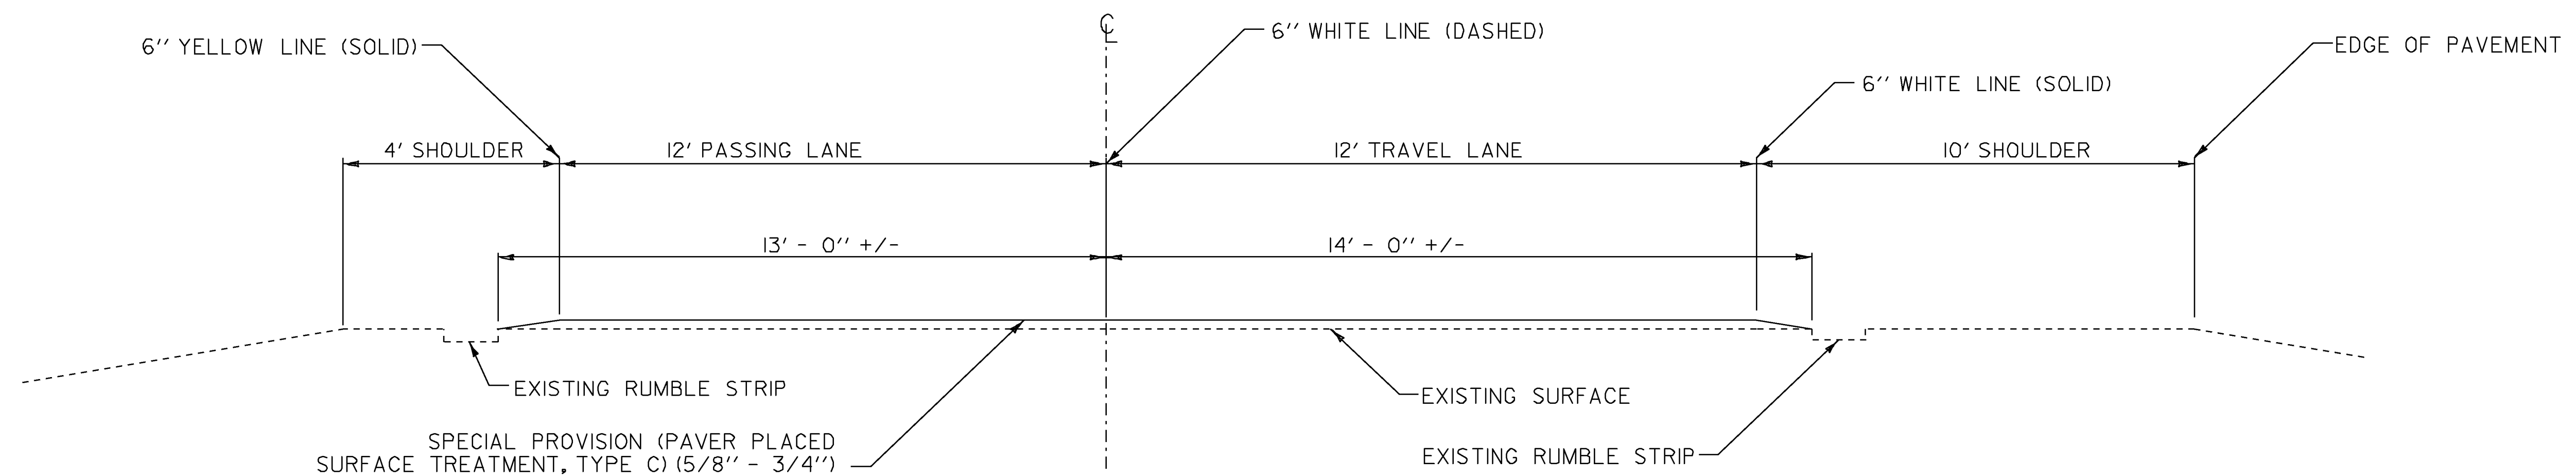 ℄
6'' WHITE LINE (DASHED)
6'' YELLOW LINE (SOLID)
EDGE OF PAVEMENT
6'' WHITE LINE (SOLID)
4' SHOULDER
12' PASSING LANE
12' TRAVEL LANE
10' SHOULDER
13' - 0'' +/-
14' - 0'' +/-
EXISTING RUMBLE STRIP
EXISTING SURFACE
SPECIAL PROVISION (PAVER PLACED
SURFACE TREATMENT, TYPE C) (5/8'' - 3/4'')
EXISTING RUMBLE STRIP